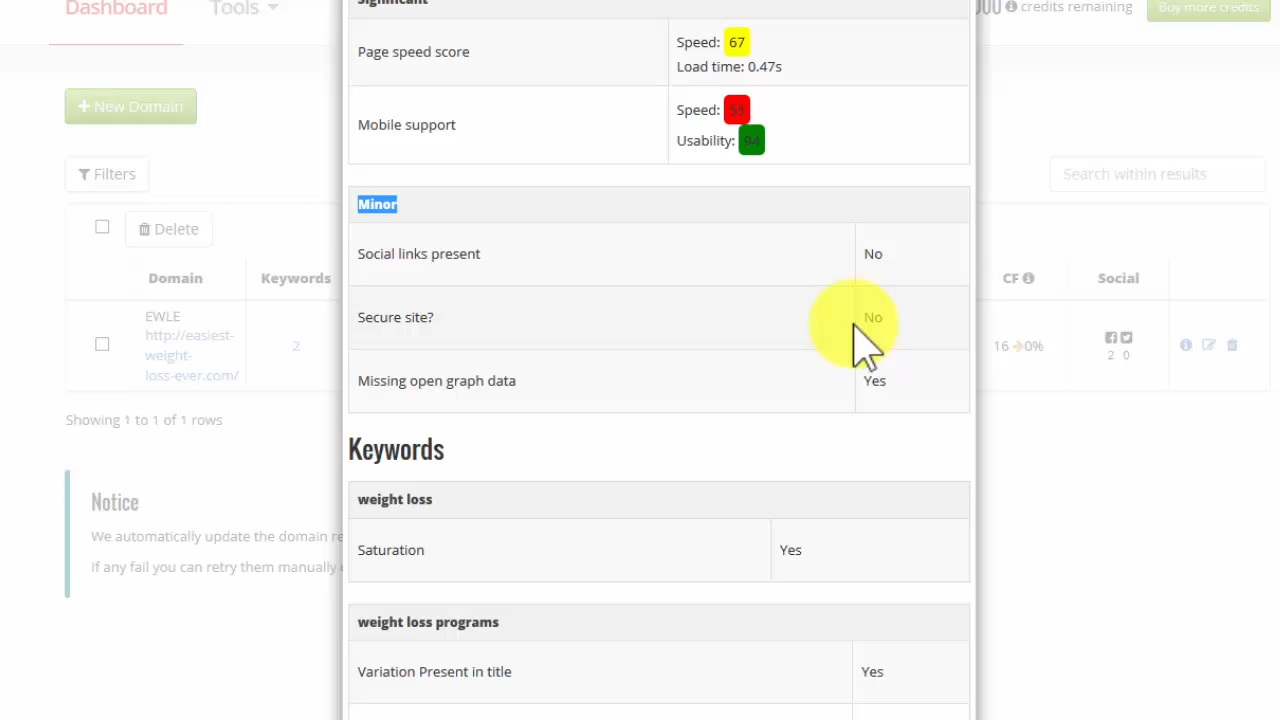 Dashboard
Tools
credits remaining
Buy more credits
Significant
Page speed score
Speed: 67
Load time: 0.47s
New Domain
Mobile support
Speed: 55
Usability: 94
Filters
Search within results
Minor
Delete
Social links present No
Domain Keywords
CF Social
Secure site? No
EWLE
http://easiest-
weight-
loss-ever.com/
2
16 0%
2 0
Missing open graph data Yes
Showing 1 to 1 of 1 rows
Keywords
weight loss
Notice
We automatically update the domain
If any fail you can retry them manually
Saturation Yes
weight loss programs
Variation Present in title Yes